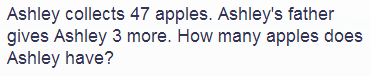 Ashley collects 47 apples. Ashley's father
gives Ashley 3 more. How many apples does
Ashley have?